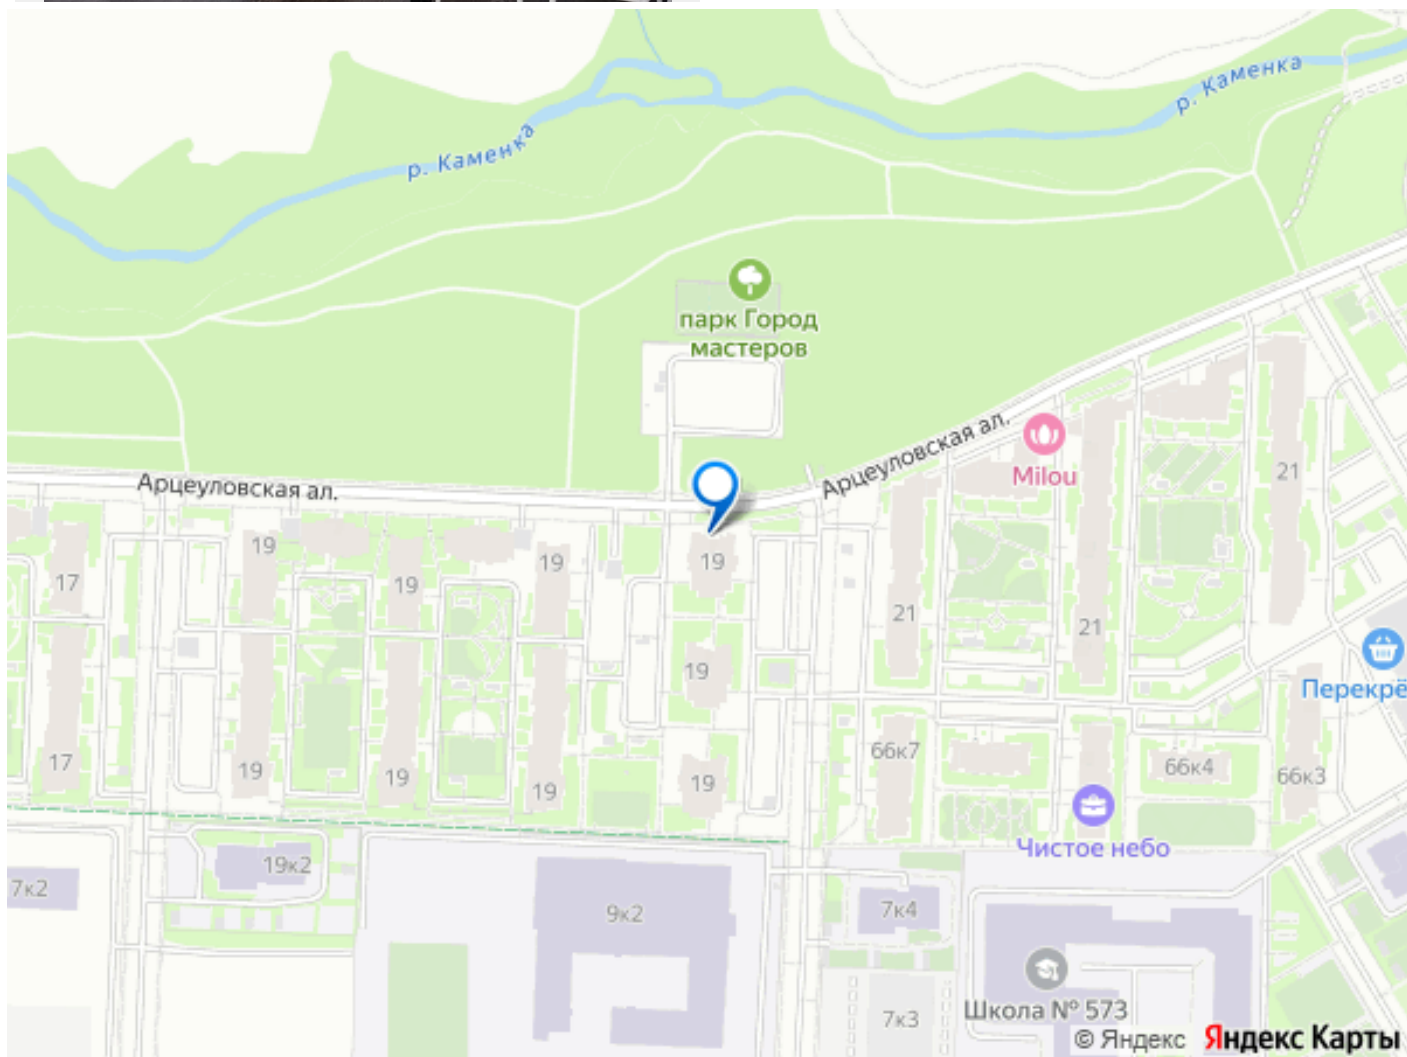 р. Каменка
р. Каменка
парк Город
мастеров
Арцеуловская ал.
Milou
Арцеуловская ал.
21
19
19
19
19
17
21
21
19
Перекрё
17
19
19
19
19
66к7
66к4
66к3
Чистое небо
19к2
7к2
9к2
7к4
Школа № 573
7к3
© Яндекс Яндекс Карты